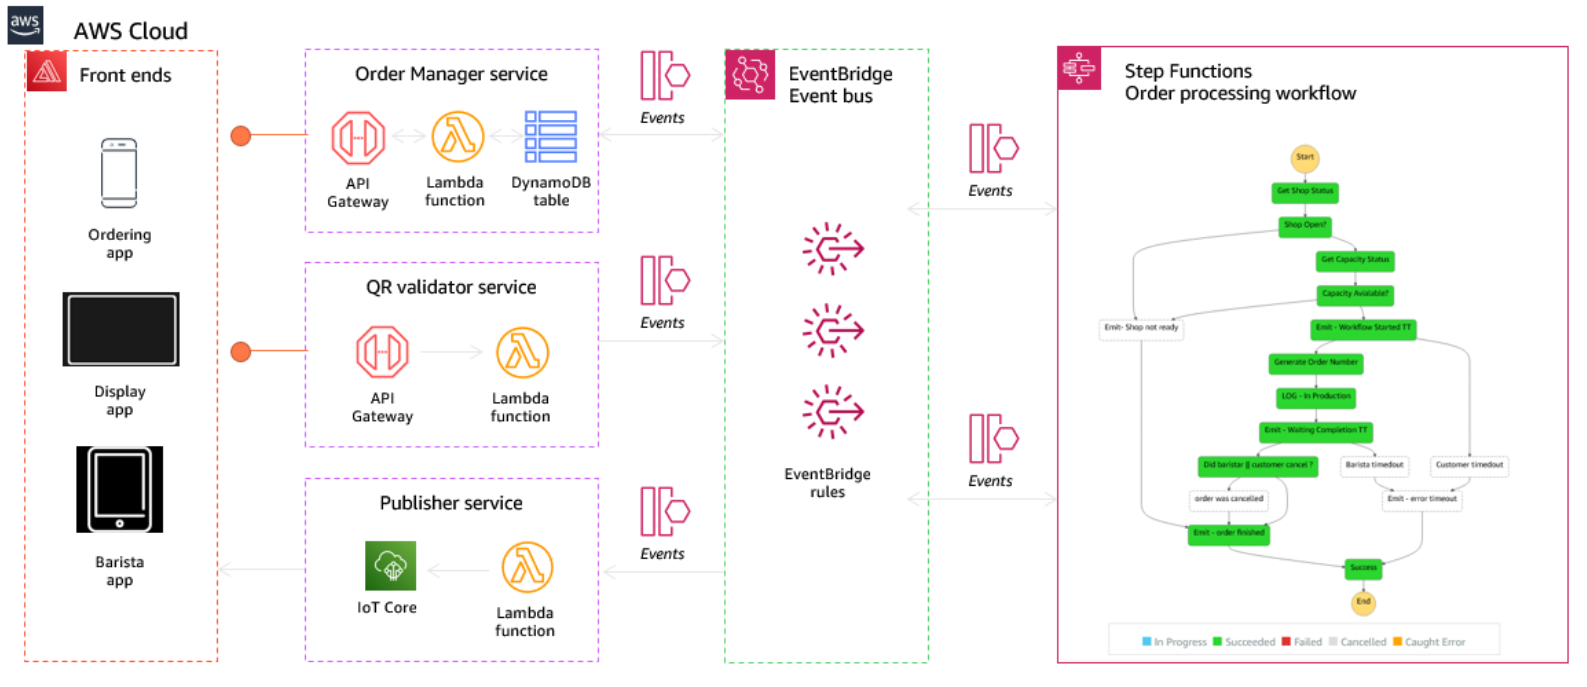 aws
AWS Cloud
Front ends
Ordering
app
Display
app
Barista
app
Order Manager service
API
Gateway
Lambda
function
DynamoDB
table
QR validator service
API
Gateway
Lambda
function
Publisher service
IoT Core
Lambda
function
Events
Events
Events
EventBridge
Event bus
EventBridge
rules
Events
Events
Step Functions
Order processing workflow
Start
Get Shop Status
Shop Open?
Get Capacity Status
Capacity Avialable?
Emit- Shop not ready
Emit - Workflow Started TT
Generate Order Number
LOG - In Production
Emit - Waiting Completion TT
Did baristar || customer cancel ?
Barista timedout
Customer timedout
order was cancelled
Emit - error timeout
Emit - order finished
Success
End
In Progress
Succeeded
Failed
Cancelled
Caught Error